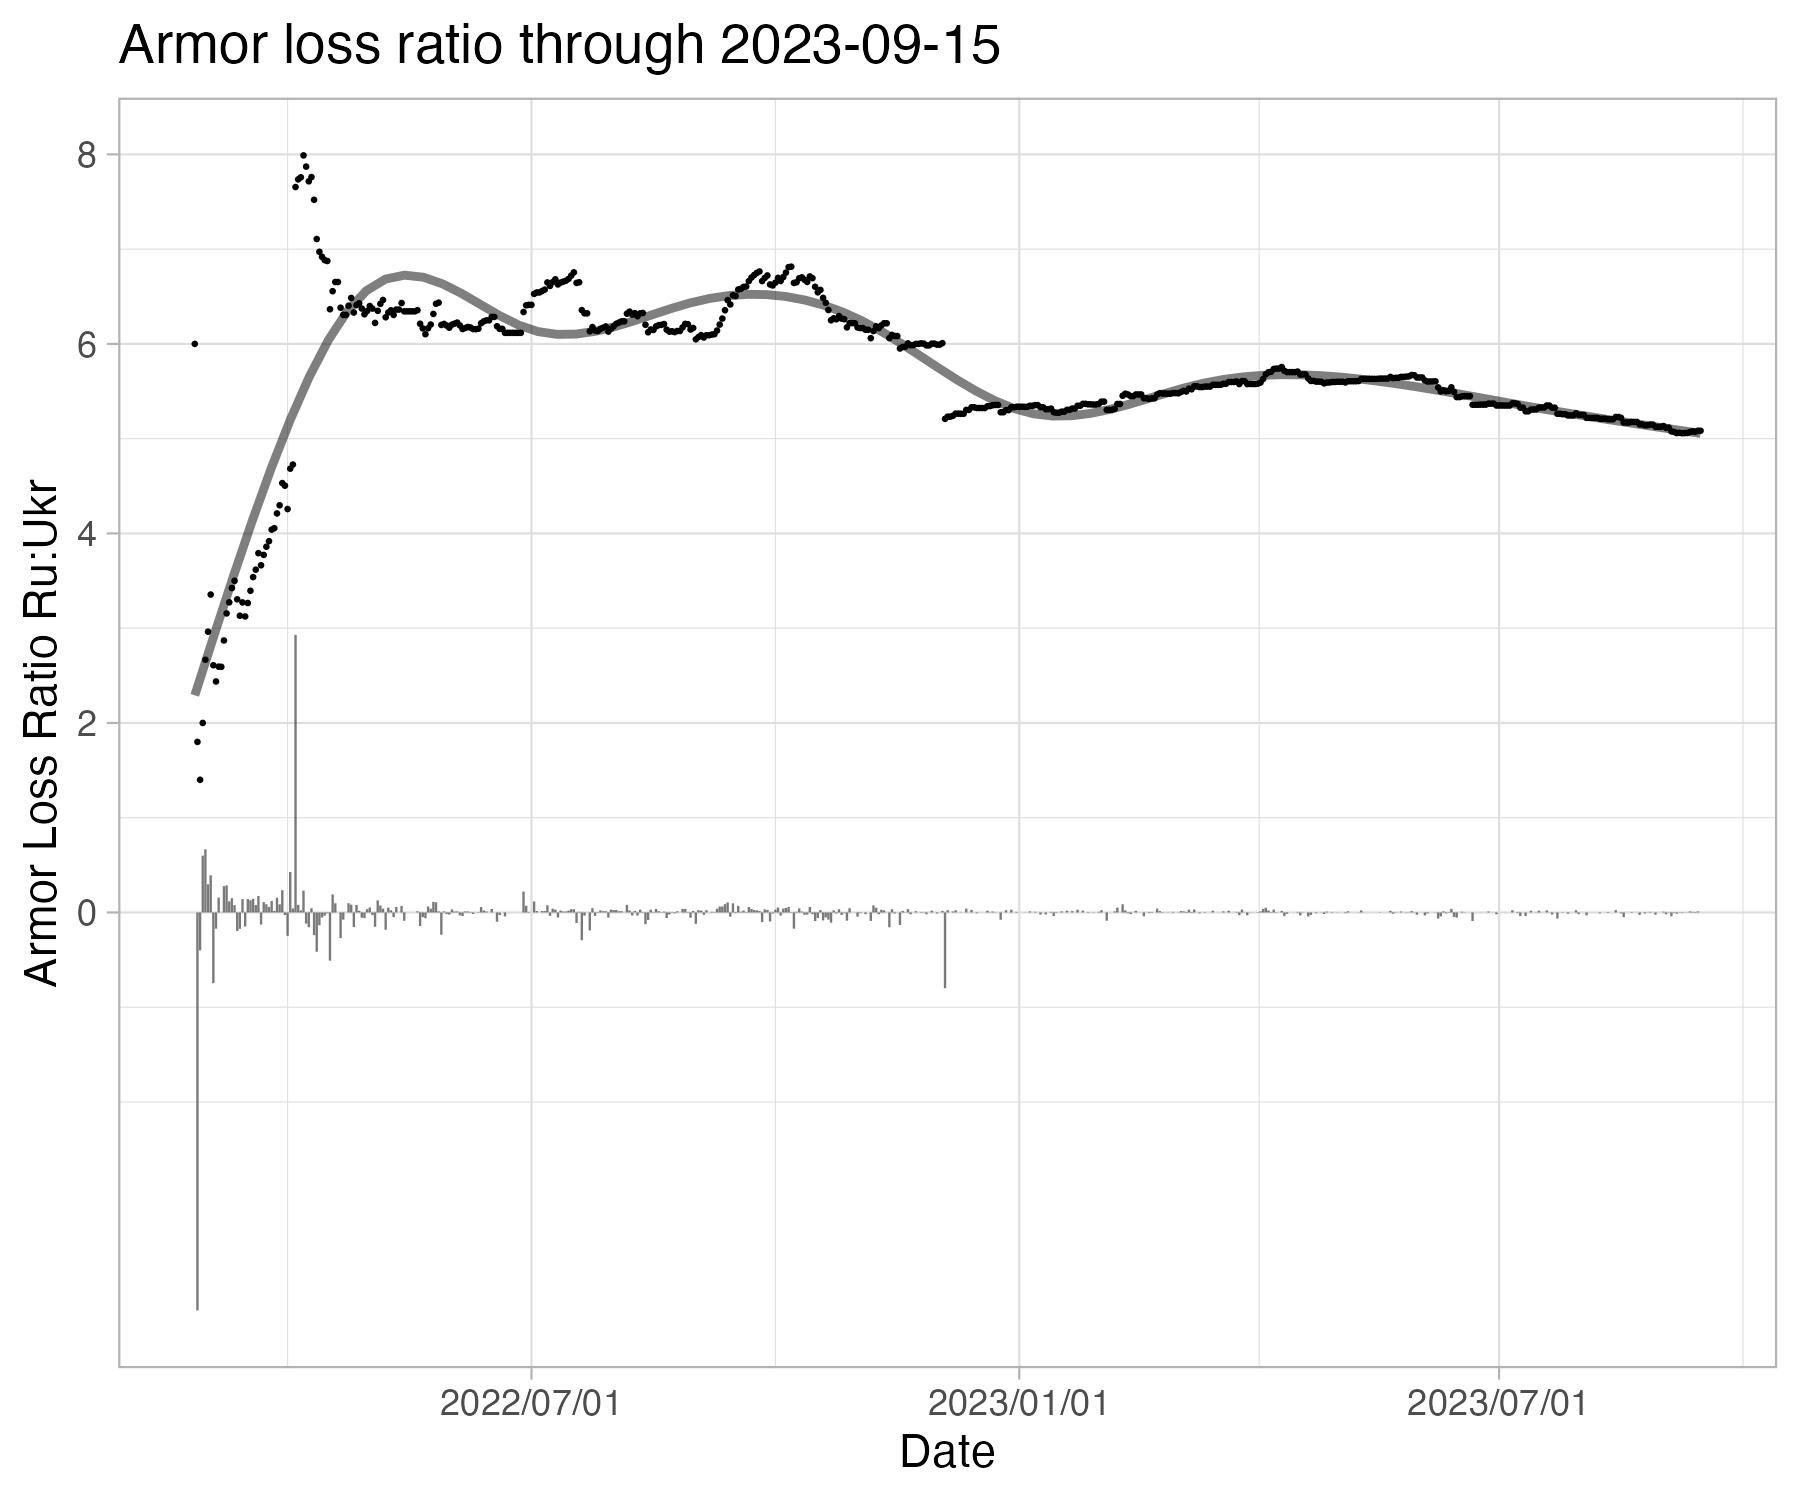 Armor loss ratio through 2023-09-15
Armor Loss Ratio Ru:Ukr
8
6
4
2
0
2022/07/01
2023/01/01
2023/07/01
Date